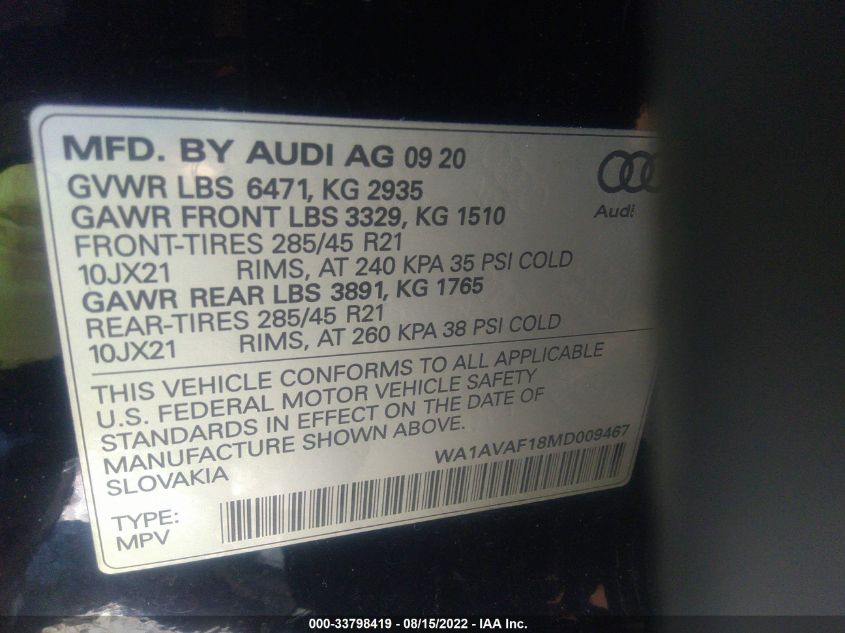 MFD. BY AUDI AG 09 20
GVWR LBS 6471, KG 2935
GAWR FRONT LBS 3329, KG 1510
FRONT-TIRES 285/45 R21
10JX21 RIMS, AT 240 KPA 35 PSI COLD
GAWR REAR LBS 3891, KG 1765
REAR-TIRES 285/45 R21
10JX21 RIMS, AT 260 KPA 38 PSI COLD
Audi
THIS VEHICLE CONFORMS TO ALL APPLICABLE
U.S. FEDERAL MOTOR VEHICLE SAFETY
STANDARDS IN EFFECT ON THE DATE OF
MANUFACTURE SHOWN ABOVE.
SLOVAKIA
WA1AVAF18MD009467
TYPE:
MPV
000-33798419 - 08/15/2022 - IAA Inc.